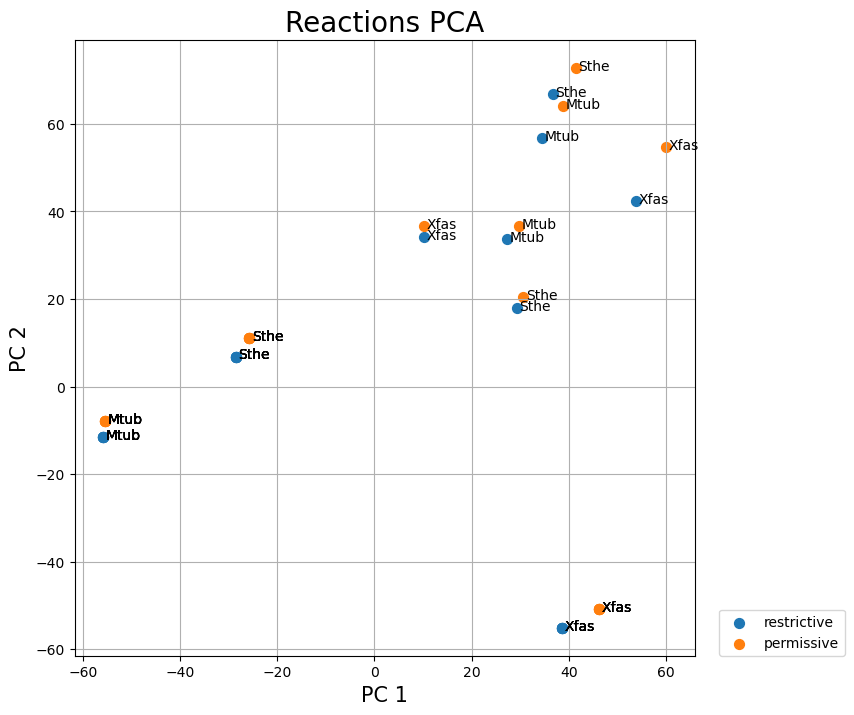 Reactions PCA
Sthe
Sthe
Mtub
Mtub
Xfas
Xfas
Xfas
Xfas
Mtub
Mtub
Sthe
Sthe
Sthe
Sthe
Mtub
Mtub
Xfas
Xfas
60
40
20
0
−20
−40
−60
PC 2
−60
−40
−20
0
20
40
60
PC 1
restrictive
permissive